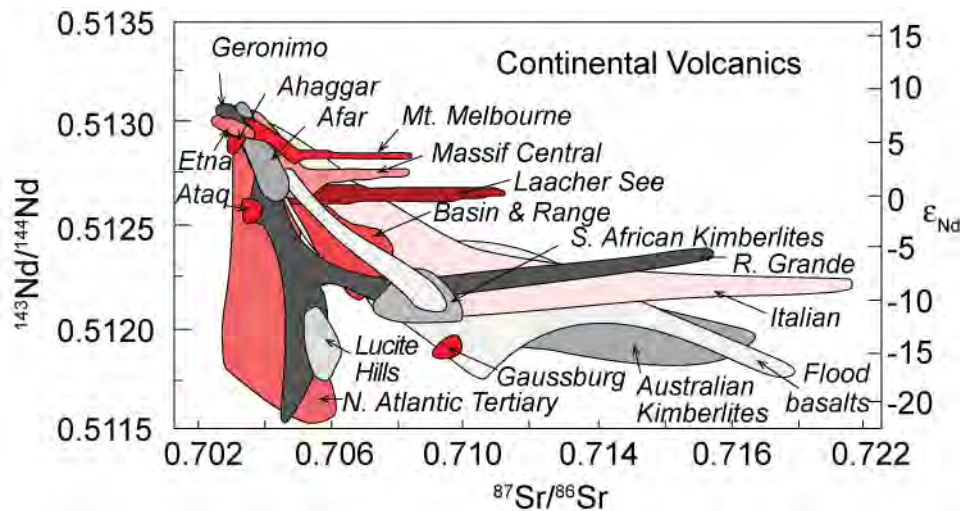 Continental Volcanics
0.5135
0.5130
0.5125
0.5120
0.5115
¹⁴³Nd/¹⁴⁴Nd
15
10
5
0
-5
-10
-15
-20
εNd
Geronimo
Ahaggar
Afar
Mt. Melbourne
Etna
Massif Central
Ataq
Laacher See
Basin & Range
S. African Kimberlites
R. Grande
Italian
Lucite
Hills
Gaussburg
Australian
Kimberlites
Flood
basalts
N. Atlantic Tertiary
0.702
0.706
0.710
0.714
0.716
0.722
⁸⁷Sr/⁸⁶Sr